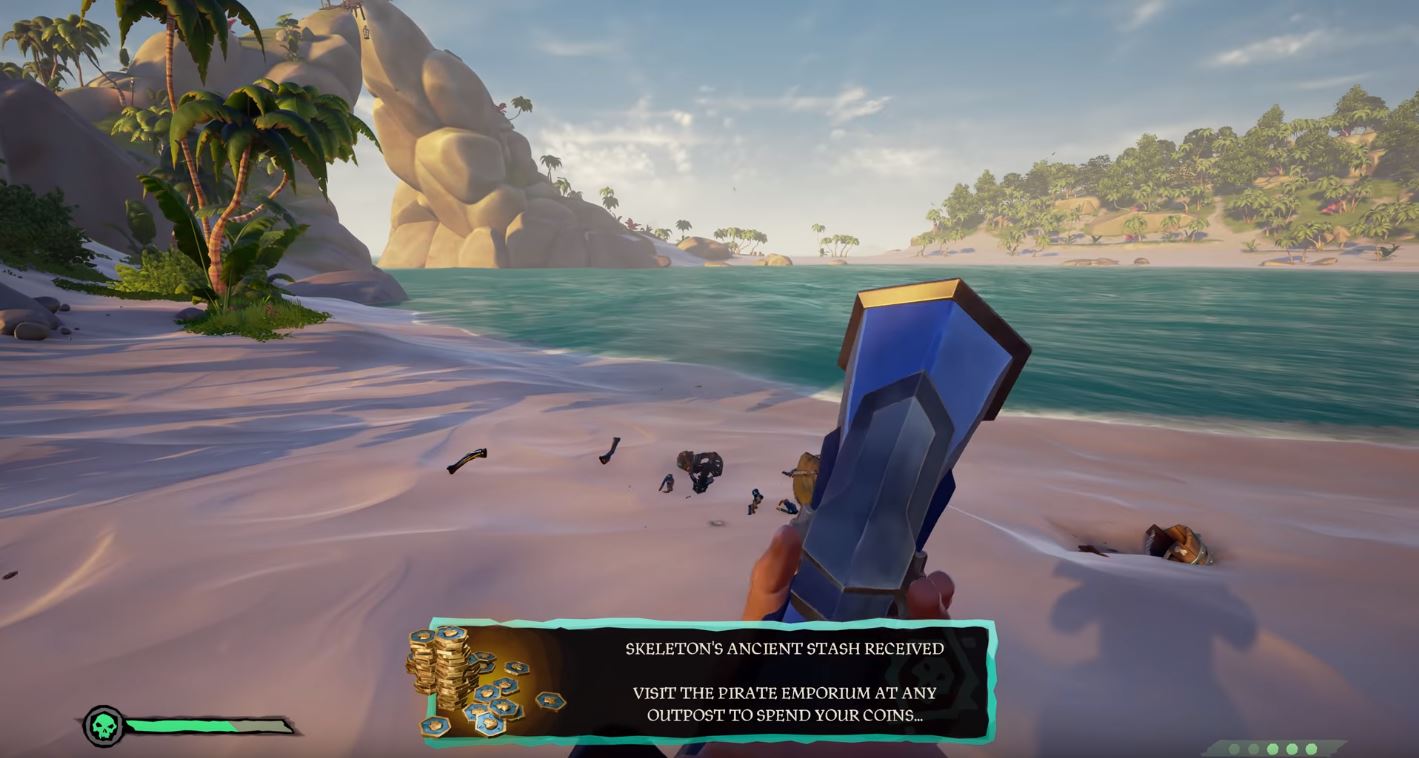 SKELETON'S ANCIENT STASH RECEIVED
VISIT THE PIRATE EMPORIUM AT ANY
OUTPOST TO SPEND YOUR COINS...